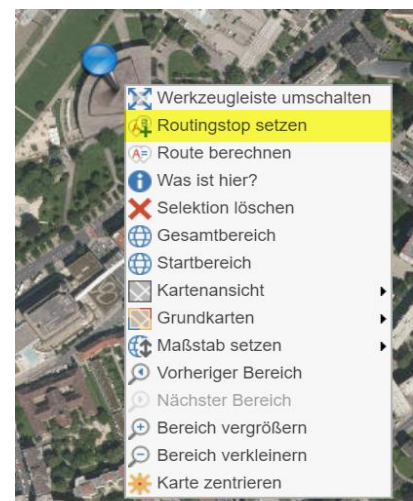 Werkzeugleiste umschalten
Routingstop setzen
Route berechnen
Was ist hier?
Selektion löschen
Gesamtbereich
Startbereich
Kartenansicht
Grundkarten
Maßstab setzen
Vorheriger Bereich
Nächster Bereich
Bereich vergrößern
Bereich verkleinern
Karte zentrieren